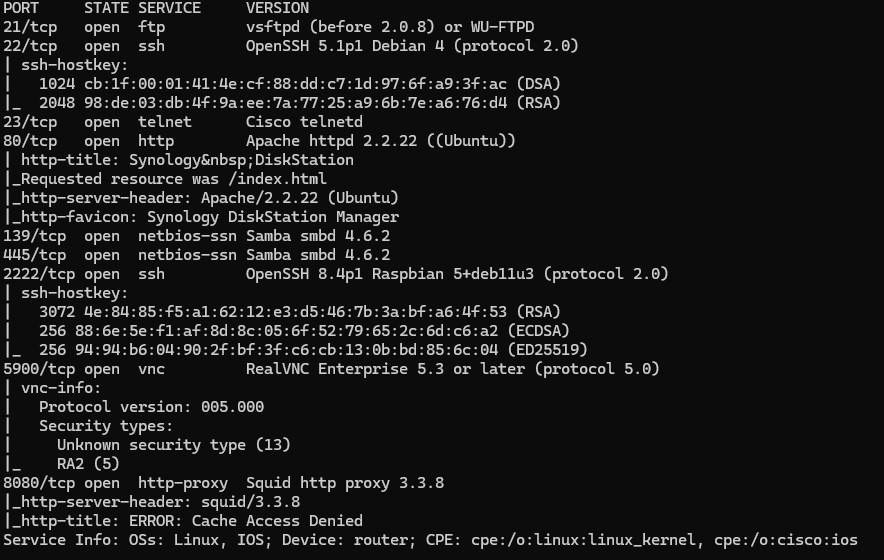 PORT     STATE SERVICE     VERSION
21/tcp   open  ftp         vsftpd (before 2.0.8) or WU-FTPD
22/tcp   open  ssh         OpenSSH 5.1p1 Debian 4 (protocol 2.0)
| ssh-hostkey:
|   1024 cb:1f:00:01:41:4e:cf:88:dd:c7:1d:97:6f:a9:3f:ac (DSA)
|_  2048 98:de:03:db:4f:9a:ee:7a:77:25:a9:6b:7e:a6:76:d4 (RSA)
23/tcp   open  telnet      Cisco telnetd
80/tcp   open  http        Apache httpd 2.2.22 ((Ubuntu))
| http-title: Synology&nbsp;DiskStation
|_Requested resource was /index.html
|_http-server-header: Apache/2.2.22 (Ubuntu)
|_http-favicon: Synology DiskStation Manager
139/tcp  open  netbios-ssn Samba smbd 4.6.2
445/tcp  open  netbios-ssn Samba smbd 4.6.2
2222/tcp open  ssh         OpenSSH 8.4p1 Raspbian 5+deb11u3 (protocol 2.0)
| ssh-hostkey:
|   3072 4e:84:85:f5:a1:62:12:e3:d5:46:7b:3a:bf:a6:4f:53 (RSA)
|   256 88:6e:5e:f1:af:8d:8c:05:6f:52:79:65:2c:6d:c6:a2 (ECDSA)
|_  256 94:94:b6:04:90:2f:bf:3f:c6:cb:13:0b:bd:85:6c:04 (ED25519)
5900/tcp open  vnc         RealVNC Enterprise 5.3 or later (protocol 5.0)
| vnc-info:
|   Protocol version: 005.000
|   Security types:
|     Unknown security type (13)
|_    RA2 (5)
8080/tcp open  http-proxy  Squid http proxy 3.3.8
|_http-server-header: squid/3.3.8
|_http-title: ERROR: Cache Access Denied
Service Info: OSs: Linux, IOS; Device: router; CPE: cpe:/o:linux:linux_kernel, cpe:/o:cisco:ios